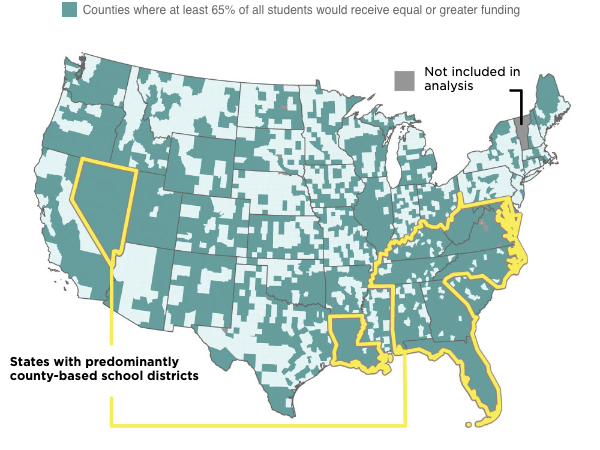 Counties where at least 65% of all students would receive equal or greater funding
Not included in
analysis
States with predominantly
county-based school districts